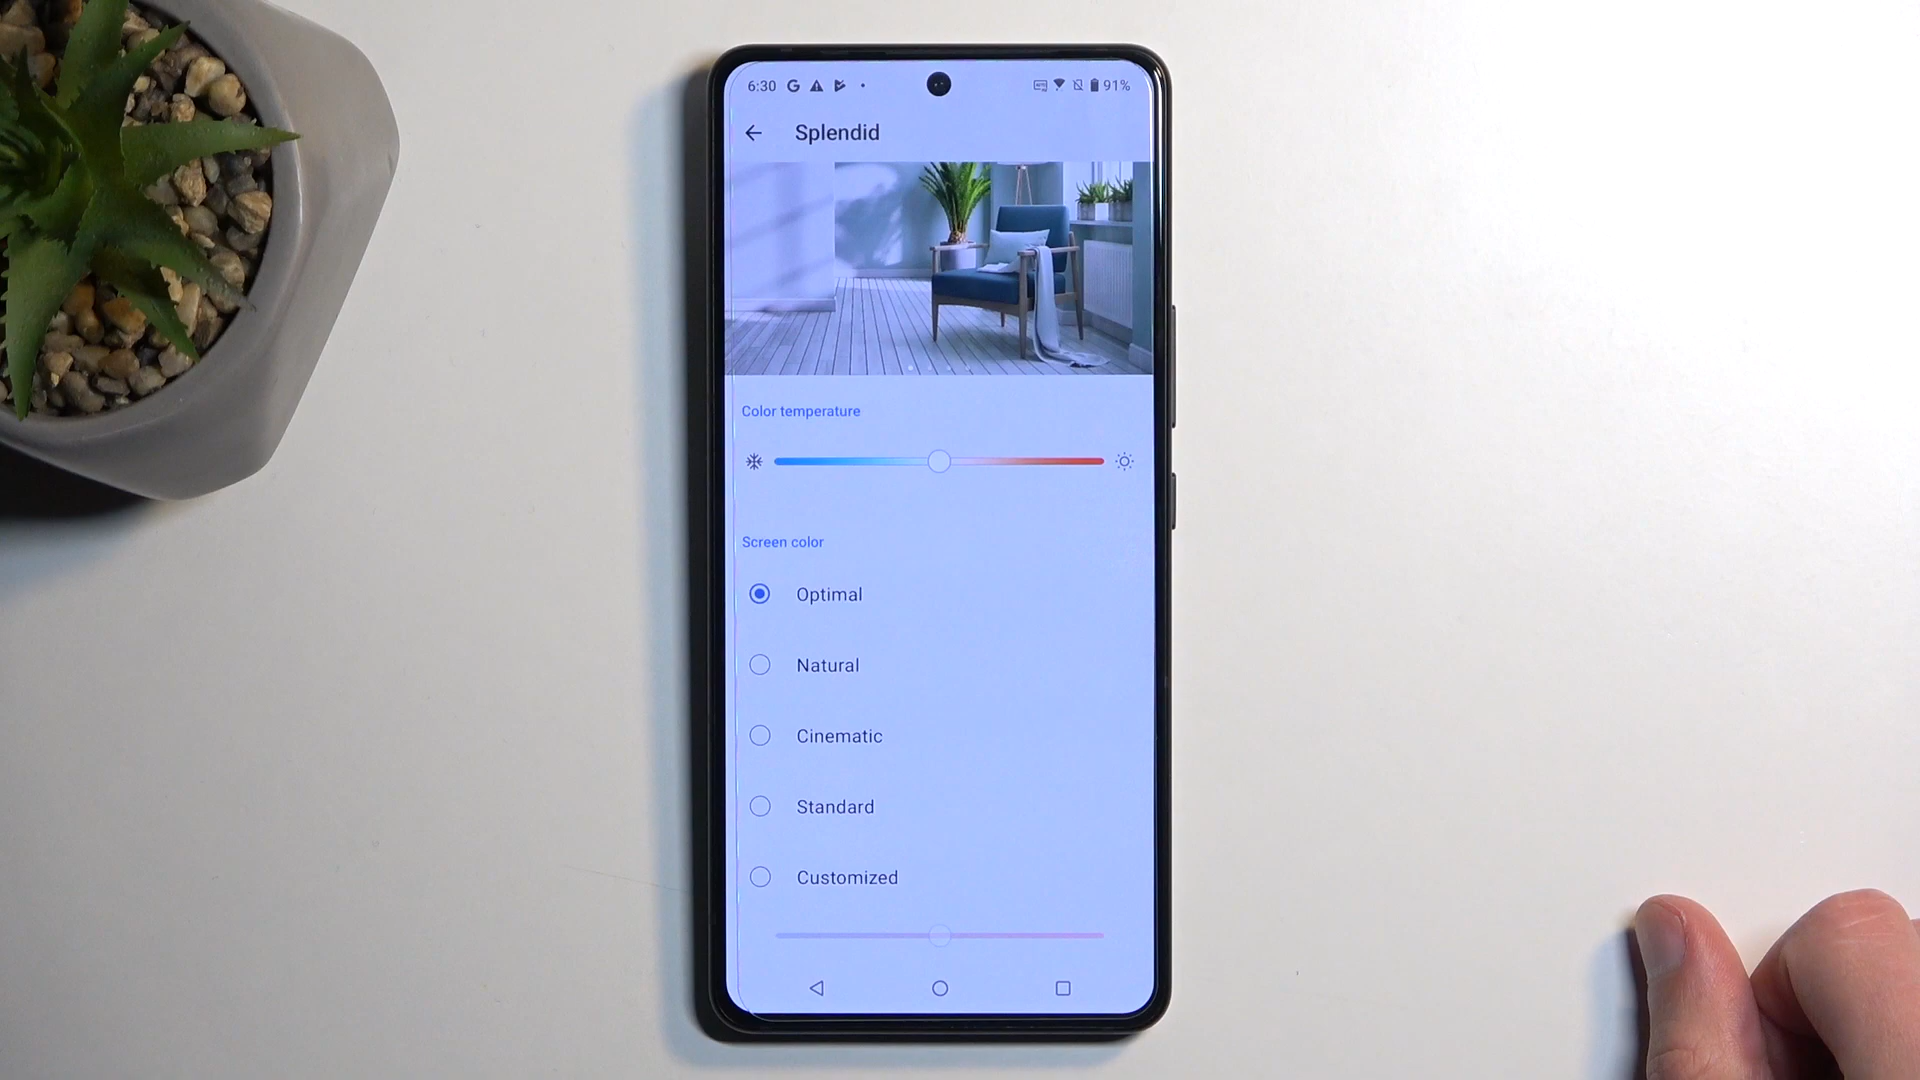 6:30 G 91%
Splendid
Color temperature
Screen color
Optimal
Natural
Cinematic
Standard
Customized